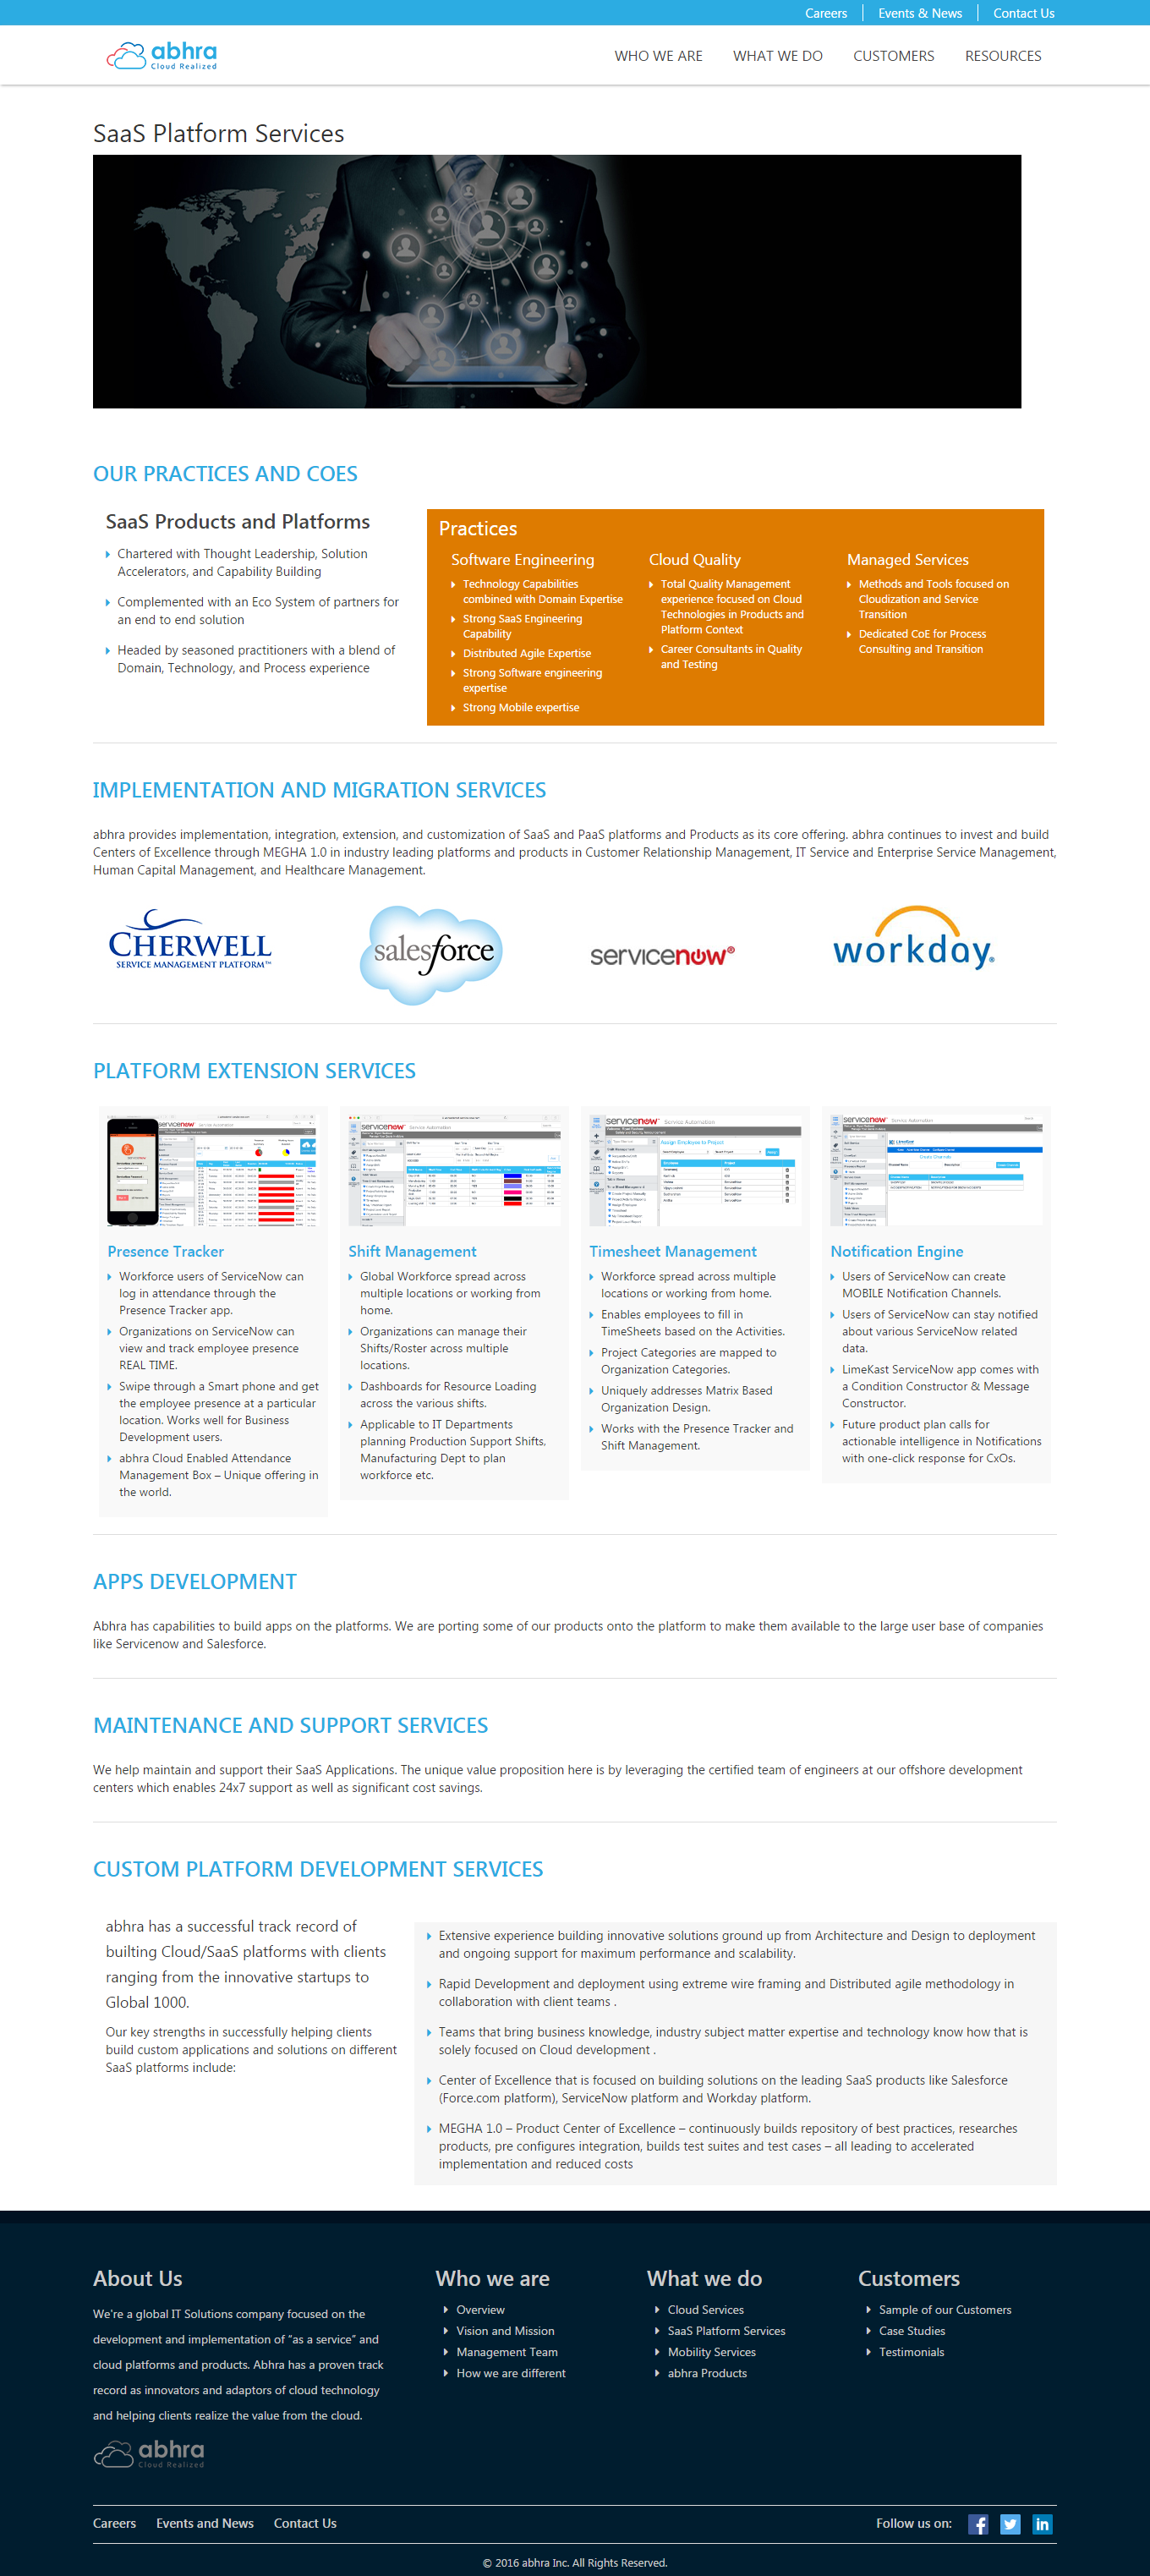 Careers
Events & News
Contact Us
abhra
Cloud Realized
WHO WE ARE
WHAT WE DO
CUSTOMERS
RESOURCES
SaaS Platform Services
OUR PRACTICES AND COES
SaaS Products and Platforms
Chartered with Thought Leadership, Solution
Accelerators, and Capability Building
Complemented with an Eco System of partners for
an end to end solution
Headed by seasoned practitioners with a blend of
Domain, Technology, and Process experience
Practices
Software Engineering
Technology Capabilities
combined with Domain Expertise
Strong SaaS Engineering
Capability
Distributed Agile Expertise
Strong Software engineering
expertise
Strong Mobile expertise
Cloud Quality
Total Quality Management
experience focused on Cloud
Technologies in Products and
Platform Context
Career Consultants in Quality
and Testing
Managed Services
Methods and Tools focused on
Cloudization and Service
Transition
Dedicated CoE for Process
Consulting and Transition
IMPLEMENTATION AND MIGRATION SERVICES
abhra provides implementation, integration, extension, and customization of SaaS and PaaS platforms and Products as its core offering. abhra continues to invest and build
Centers of Excellence through MEGHA 1.0 in industry leading platforms and products in Customer Relationship Management, IT Service and Enterprise Service Management,
Human Capital Management, and Healthcare Management.
CHERWELL
SERVICE MANAGEMENT PLATFORM™
salesforce
servicenow®
workday®
PLATFORM EXTENSION SERVICES
servicenow
Service Automation
servicenow Service Automation
Assign Employee to Project
servicenow Service Automation
Presence Tracker
Workforce users of ServiceNow can
log in attendance through the
Presence Tracker app.
Organizations on ServiceNow can
view and track employee presence
REAL TIME.
Swipe through a Smart phone and get
the employee presence at a particular
location. Works well for Business
Development users.
abhra Cloud Enabled Attendance
Management Box – Unique offering in
the world.
Shift Management
Global Workforce spread across
multiple locations or working from
home.
Organizations can manage their
Shifts/Roster across multiple
locations.
Dashboards for Resource Loading
across the various shifts.
Applicable to IT Departments
planning Production Support Shifts,
Manufacturing Dept to plan
workforce etc.
Timesheet Management
Workforce spread across multiple
locations or working from home.
Enables employees to fill in
TimeSheets based on the Activities.
Project Categories are mapped to
Organization Categories.
Uniquely addresses Matrix Based
Organization Design.
Works with the Presence Tracker and
Shift Management.
Notification Engine
Users of ServiceNow can create
MOBILE Notification Channels.
Users of ServiceNow can stay notified
about various ServiceNow related
data.
LimeKast ServiceNow app comes with
a Condition Constructor & Message
Constructor.
Future product plan calls for
actionable intelligence in Notifications
with one-click response for CxOs.
APPS DEVELOPMENT
Abhra has capabilities to build apps on the platforms. We are porting some of our products onto the platform to make them available to the large user base of companies
like Servicenow and Salesforce.
MAINTENANCE AND SUPPORT SERVICES
We help maintain and support their SaaS Applications. The unique value proposition here is by leveraging the certified team of engineers at our offshore development
centers which enables 24x7 support as well as significant cost savings.
CUSTOM PLATFORM DEVELOPMENT SERVICES
abhra has a successful track record of
builting Cloud/SaaS platforms with clients
ranging from the innovative startups to
Global 1000.
Our key strengths in successfully helping clients
build custom applications and solutions on different
SaaS platforms include:
Extensive experience building innovative solutions ground up from Architecture and Design to deployment
and ongoing support for maximum performance and scalability.
Rapid Development and deployment using extreme wire framing and Distributed agile methodology in
collaboration with client teams .
Teams that bring business knowledge, industry subject matter expertise and technology know how that is
solely focused on Cloud development .
Center of Excellence that is focused on building solutions on the leading SaaS products like Salesforce
(Force.com platform), ServiceNow platform and Workday platform.
MEGHA 1.0 – Product Center of Excellence – continuously builds repository of best practices, researches
products, pre configures integration, builds test suites and test cases – all leading to accelerated
implementation and reduced costs
About Us
We're a global IT Solutions company focused on the
development and implementation of "as a service" and
cloud platforms and products. Abhra has a proven track
record as innovators and adaptors of cloud technology
and helping clients realize the value from the cloud.
abhra
Cloud Realized
Who we are
Overview
Vision and Mission
Management Team
How we are different
What we do
Cloud Services
SaaS Platform Services
Mobility Services
abhra Products
Customers
Sample of our Customers
Case Studies
Testimonials
Careers
Events and News
Contact Us
Follow us on:
© 2016 abhra Inc. All Rights Reserved.